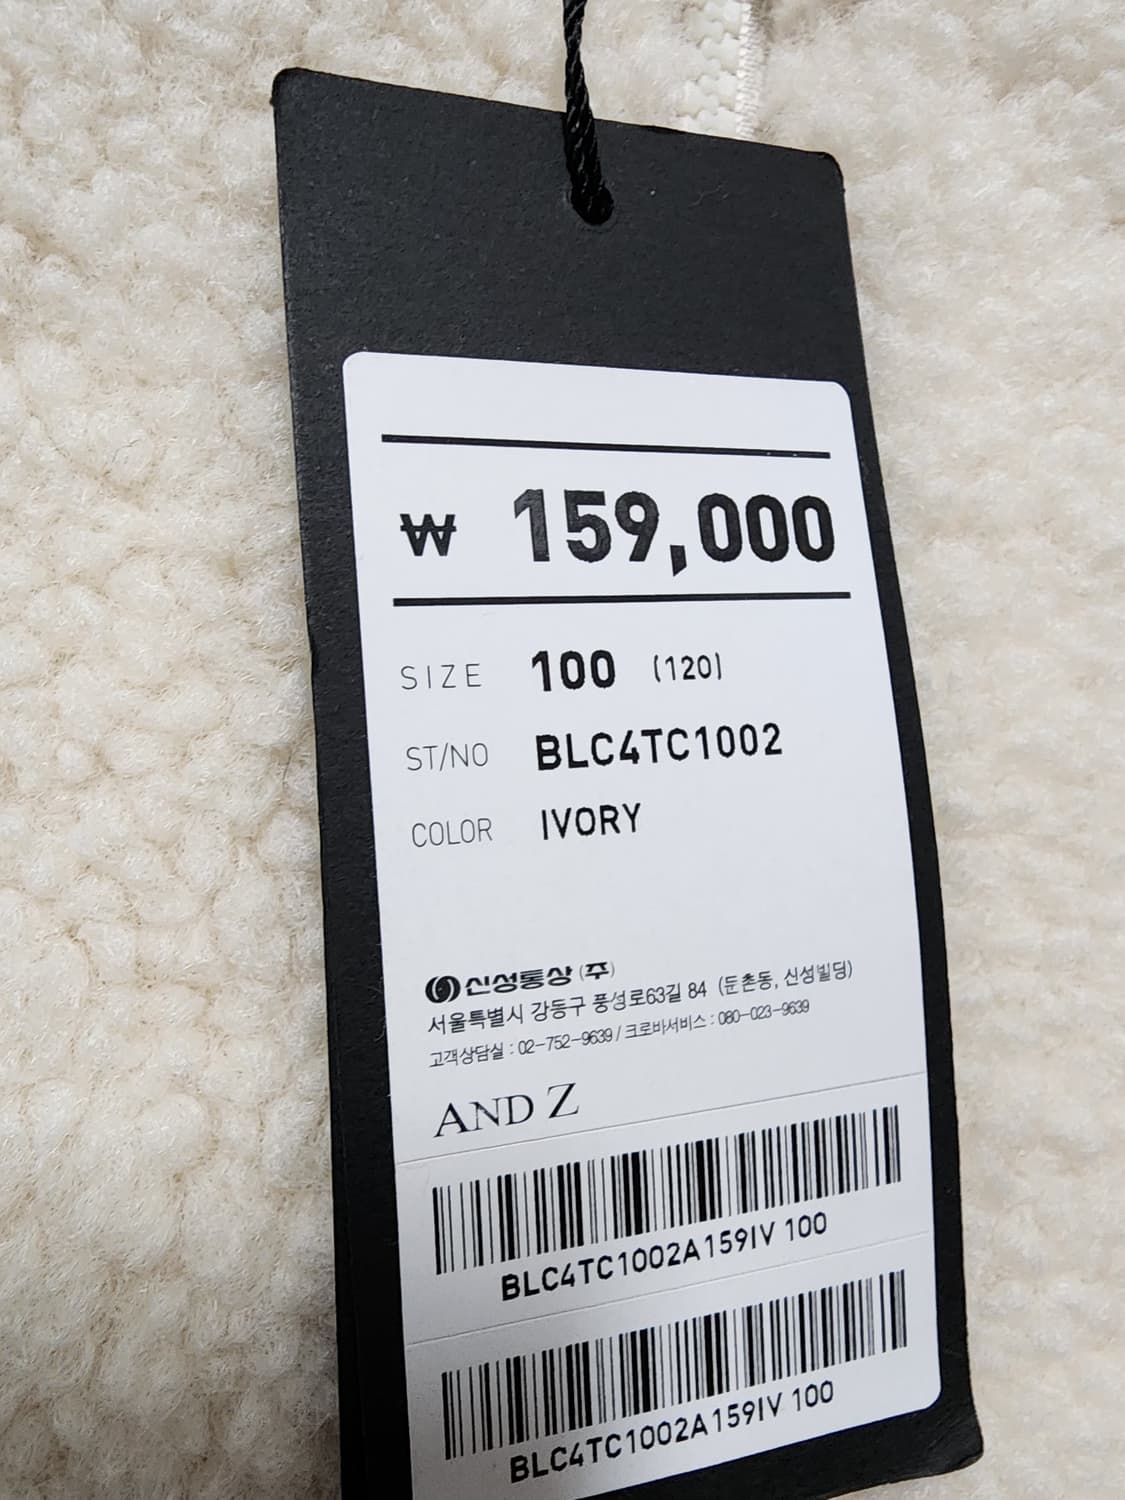 ₩ 159,000
SIZE 100 (120)
ST/NO BLC4TC1002
COLOR IVORY
신성통상(주)
서울특별시 강동구 풍성로63길 84 (둔촌동, 신성빌딩)
고객상담실 : 02-752-9639 / 크로바서비스 : 080-023-9639
AND Z
BLC4TC1002A159IV 100
BLC4TC1002A159IV 100